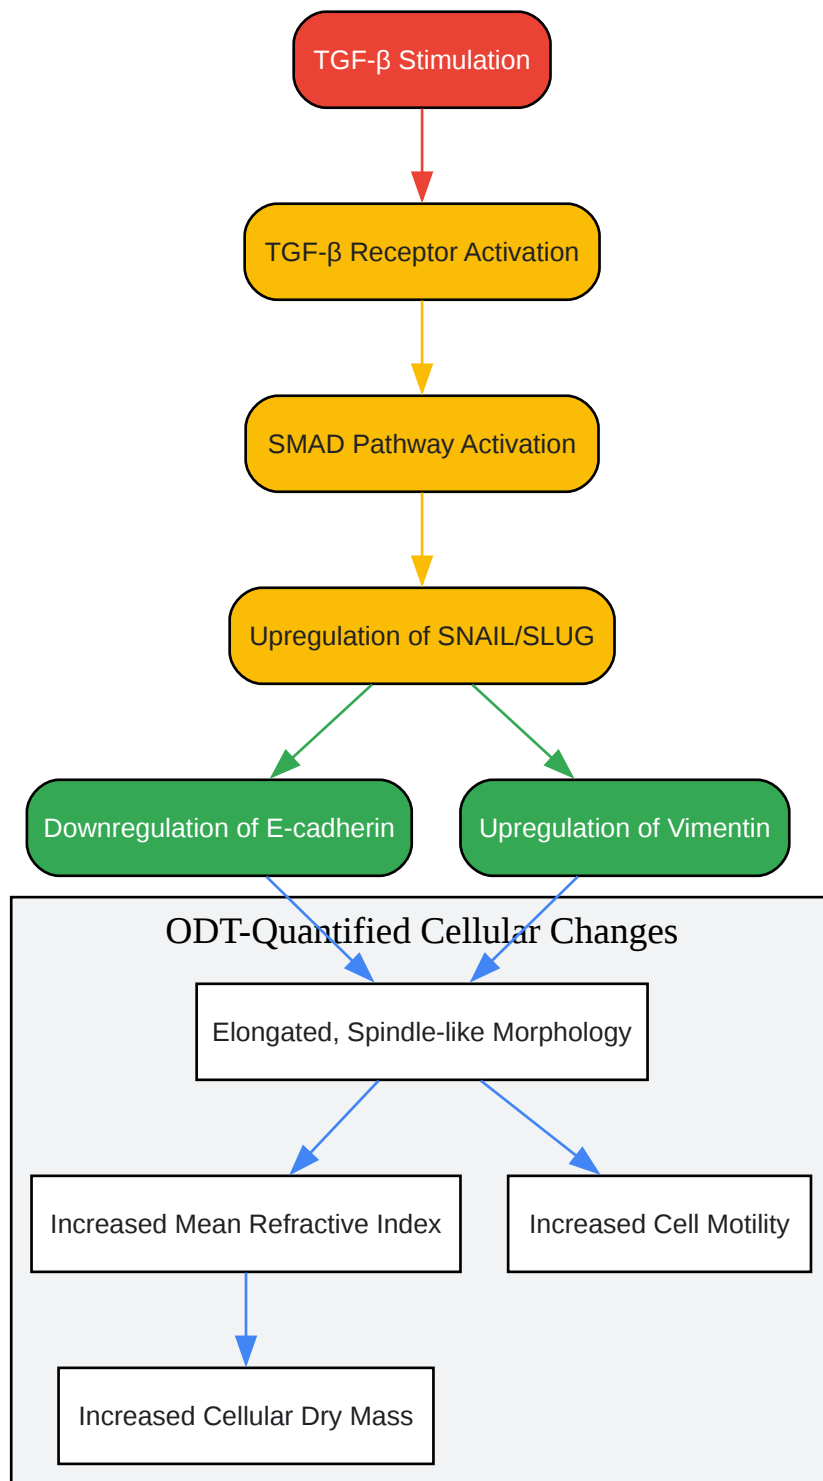 TGF-β Stimulation
TGF-β Receptor Activation
SMAD Pathway Activation
Upregulation of SNAIL/SLUG
Downregulation of E-cadherin
Upregulation of Vimentin
ODT-Quantified Cellular Changes
Elongated, Spindle-like Morphology
Increased Mean Refractive Index
Increased Cell Motility
Increased Cellular Dry Mass